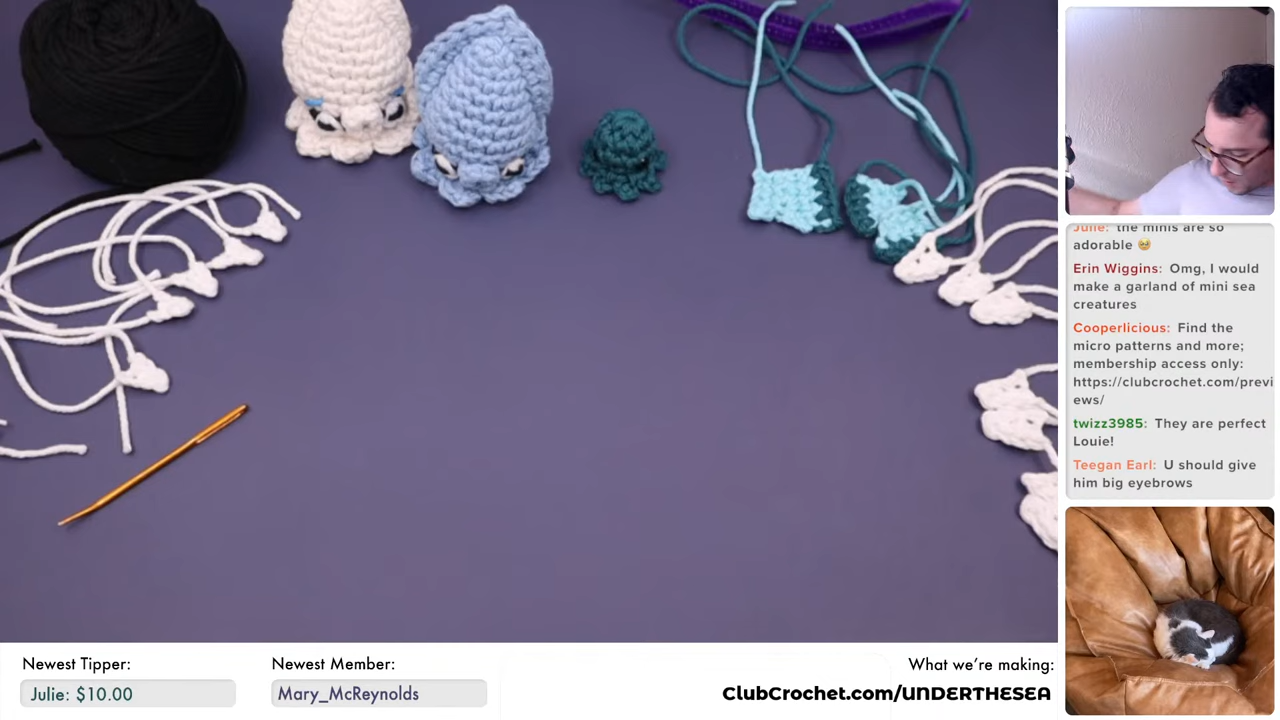 Julie: the minis are so
adorable 🥹
Erin Wiggins: Omg, I would
make a garland of mini sea
creatures
Cooperlicious: Find the
micro patterns and more;
membership access only:
https://clubcrochet.com/previ
ews/
twizz3985: They are perfect
Louie!
Teegan Earl: U should give
him big eyebrows
Newest Tipper:
Julie: $10.00
Newest Member:
Mary_McReynolds
What we're making:
ClubCrochet.com/UNDERTHESEA